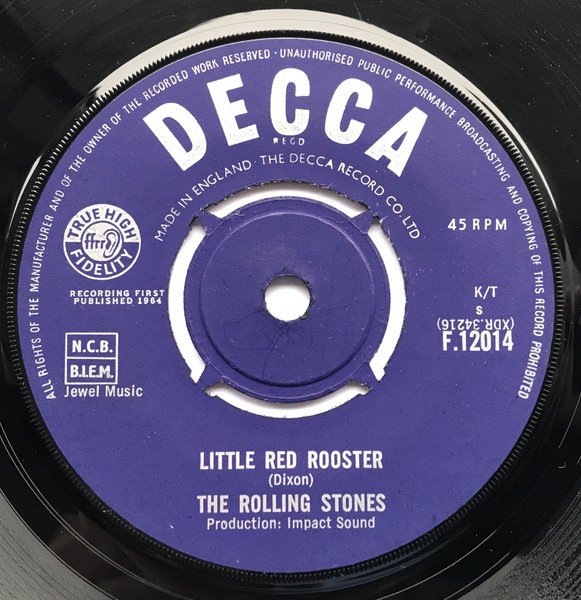 ALL RIGHTS OF THE MANUFACTURER AND OF THE OWNER OF THE RECORDED WORK RESERVED · UNAUTHORISED PUBLIC PERFORMANCE BROADCASTING AND COPYING OF THIS RECORD PROHIBITED
DECCA
REGD
MADE IN ENGLAND · THE DECCA RECORD CO. LTD
TRUE HIGH
ffrr
FIDELITY
45 RPM
RECORDING FIRST
PUBLISHED 1964
K/T
S
(XDR.34216)
F.12014
N.C.B.
B.I.E.M.
Jewel Music
LITTLE RED ROOSTER
(Dixon)
THE ROLLING STONES
Production: Impact Sound